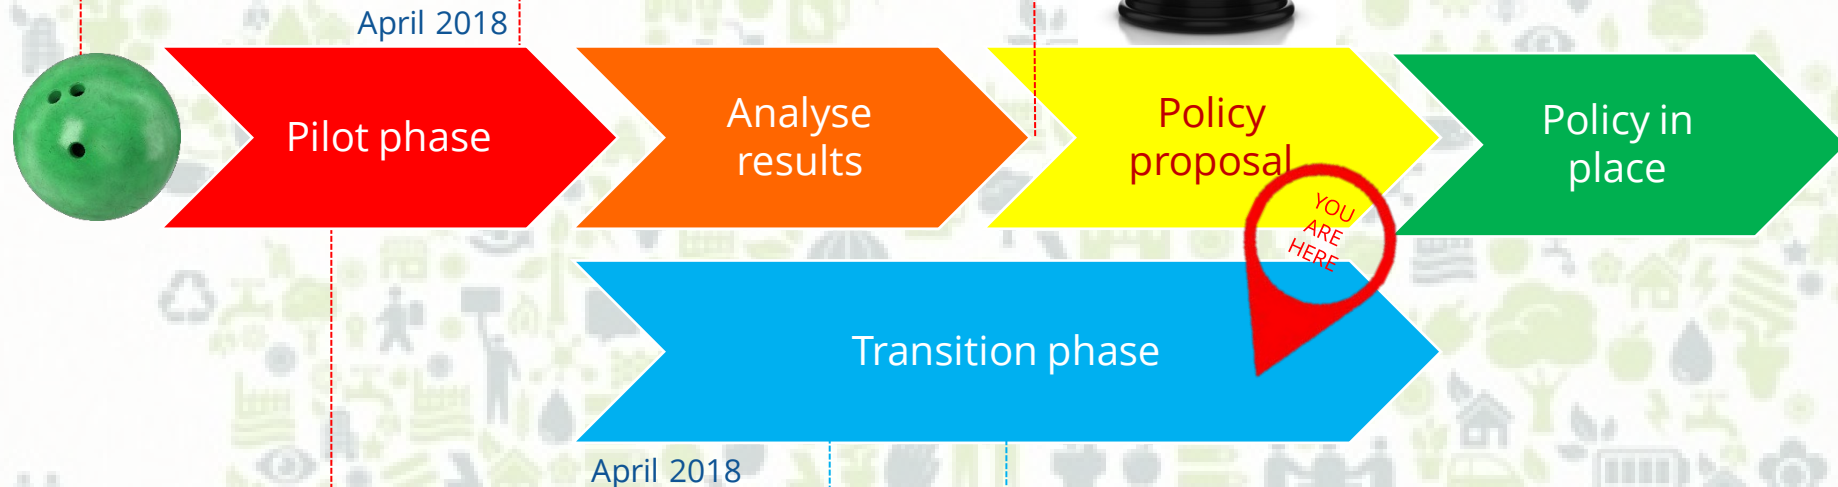 April 2018
Pilot phase
Analyse
results
Policy
proposal
Policy in
place
YOU
ARE
HERE
Transition phase
April 2018